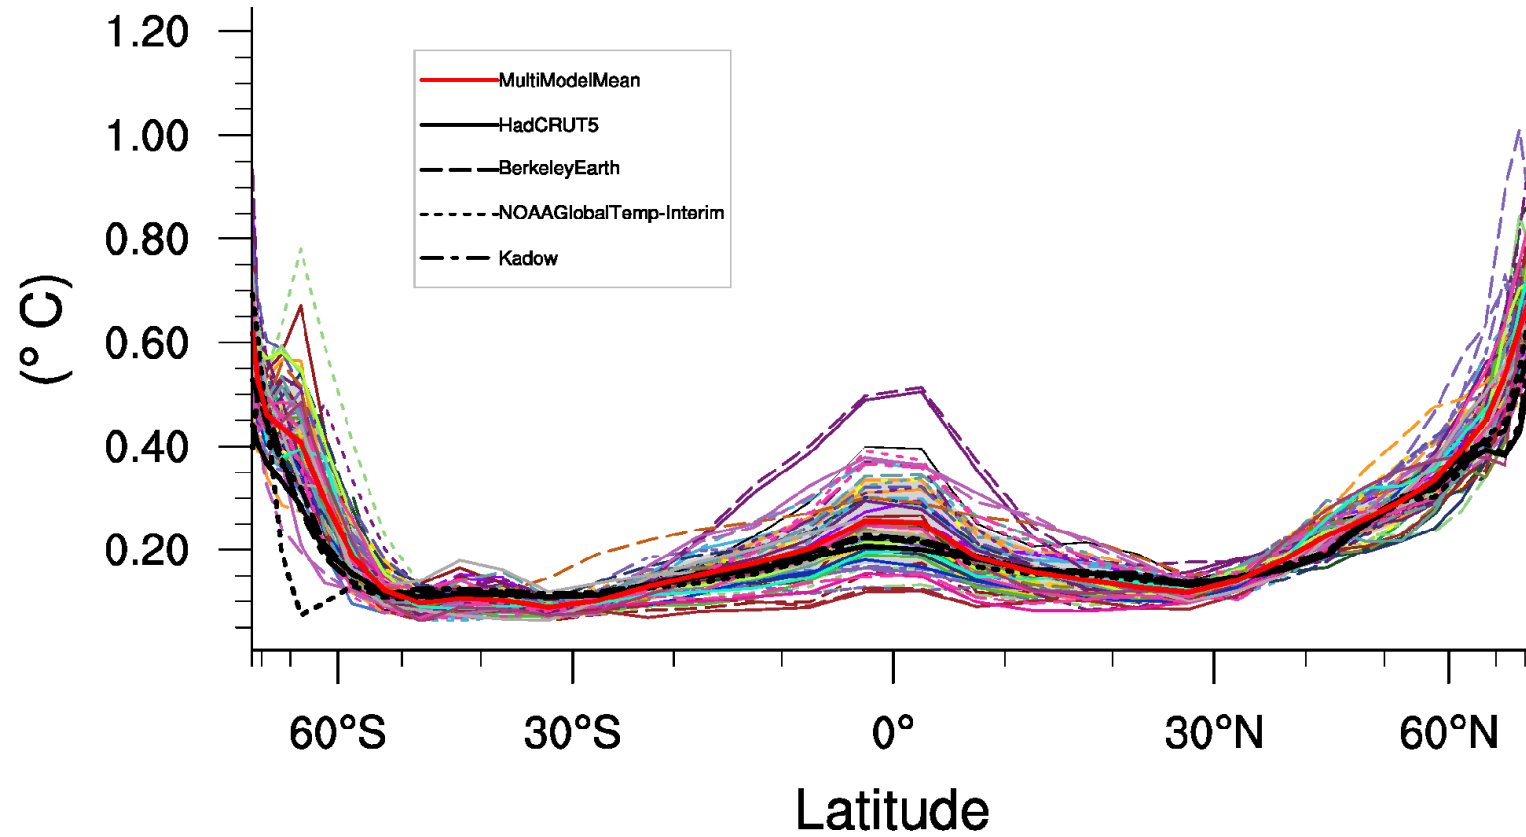 1.20
1.00
0.80
0.60
0.40
0.20
(° C)
MultiModelMean
HadCRUT5
BerkeleyEarth
NOAAGlobalTemp-Interim
Kadow
60°S 30°S 0° 30°N 60°N
Latitude